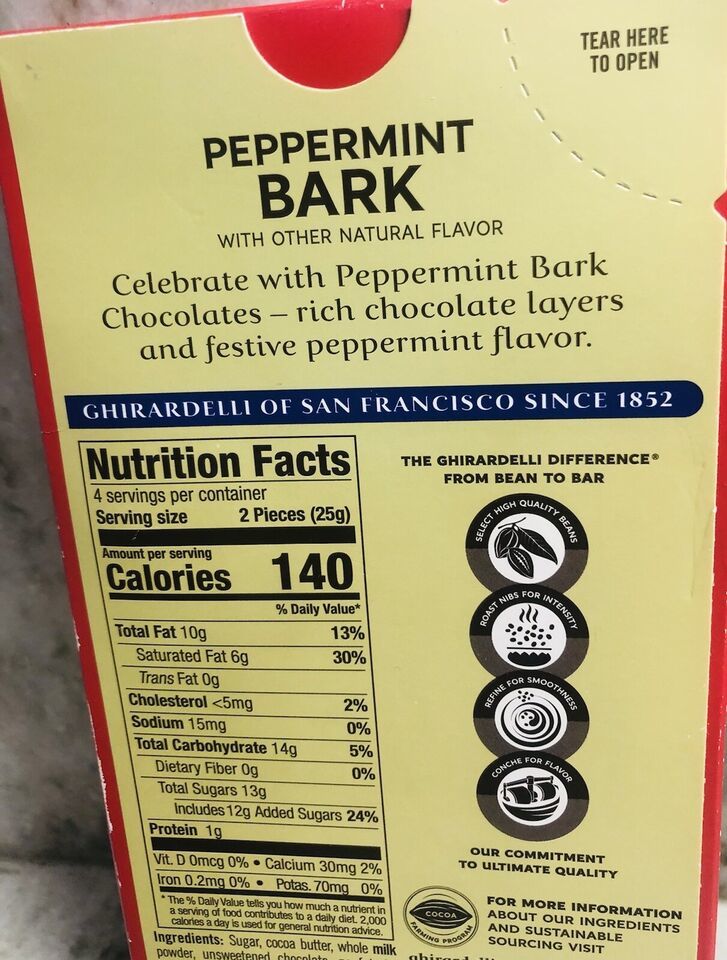 TEAR HERE
TO OPEN
PEPPERMINT
BARK
WITH OTHER NATURAL FLAVOR
Celebrate with Peppermint Bark
Chocolates – rich chocolate layers
and festive peppermint flavor.
GHIRARDELLI OF SAN FRANCISCO SINCE 1852
Nutrition Facts
4 servings per container
Serving size 2 Pieces (25g)
Amount per serving
Calories 140
% Daily Value*
Total Fat 10g 13%
Saturated Fat 6g 30%
Trans Fat 0g
Cholesterol <5mg 2%
Sodium 15mg 0%
Total Carbohydrate 14g 5%
Dietary Fiber 0g 0%
Total Sugars 13g
Includes 12g Added Sugars 24%
Protein 1g
Vit. D 0mcg 0% • Calcium 30mg 2%
Iron 0.2mg 0% • Potas. 70mg 0%
* The % Daily Value tells you how much a nutrient in
a serving of food contributes to a daily diet. 2,000
calories a day is used for general nutrition advice.
Ingredients: Sugar, cocoa butter, whole milk
powder, unsweetened chocolate
THE GHIRARDELLI DIFFERENCE®
FROM BEAN TO BAR
SELECT HIGH QUALITY BEANS
ROAST NIBS FOR INTENSITY
REFINE FOR SMOOTHNESS
CONCHE FOR FLAVOR
OUR COMMITMENT
TO ULTIMATE QUALITY
COCOA
FARMING PROGRAM
FOR MORE INFORMATION
ABOUT OUR INGREDIENTS
AND SUSTAINABLE
SOURCING VISIT